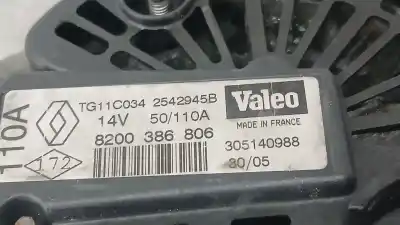 TG11C034 2542945B
14V 50/110A
8200 386 806
Valeo
MADE IN FRANCE
305140988
30/05
110A
172